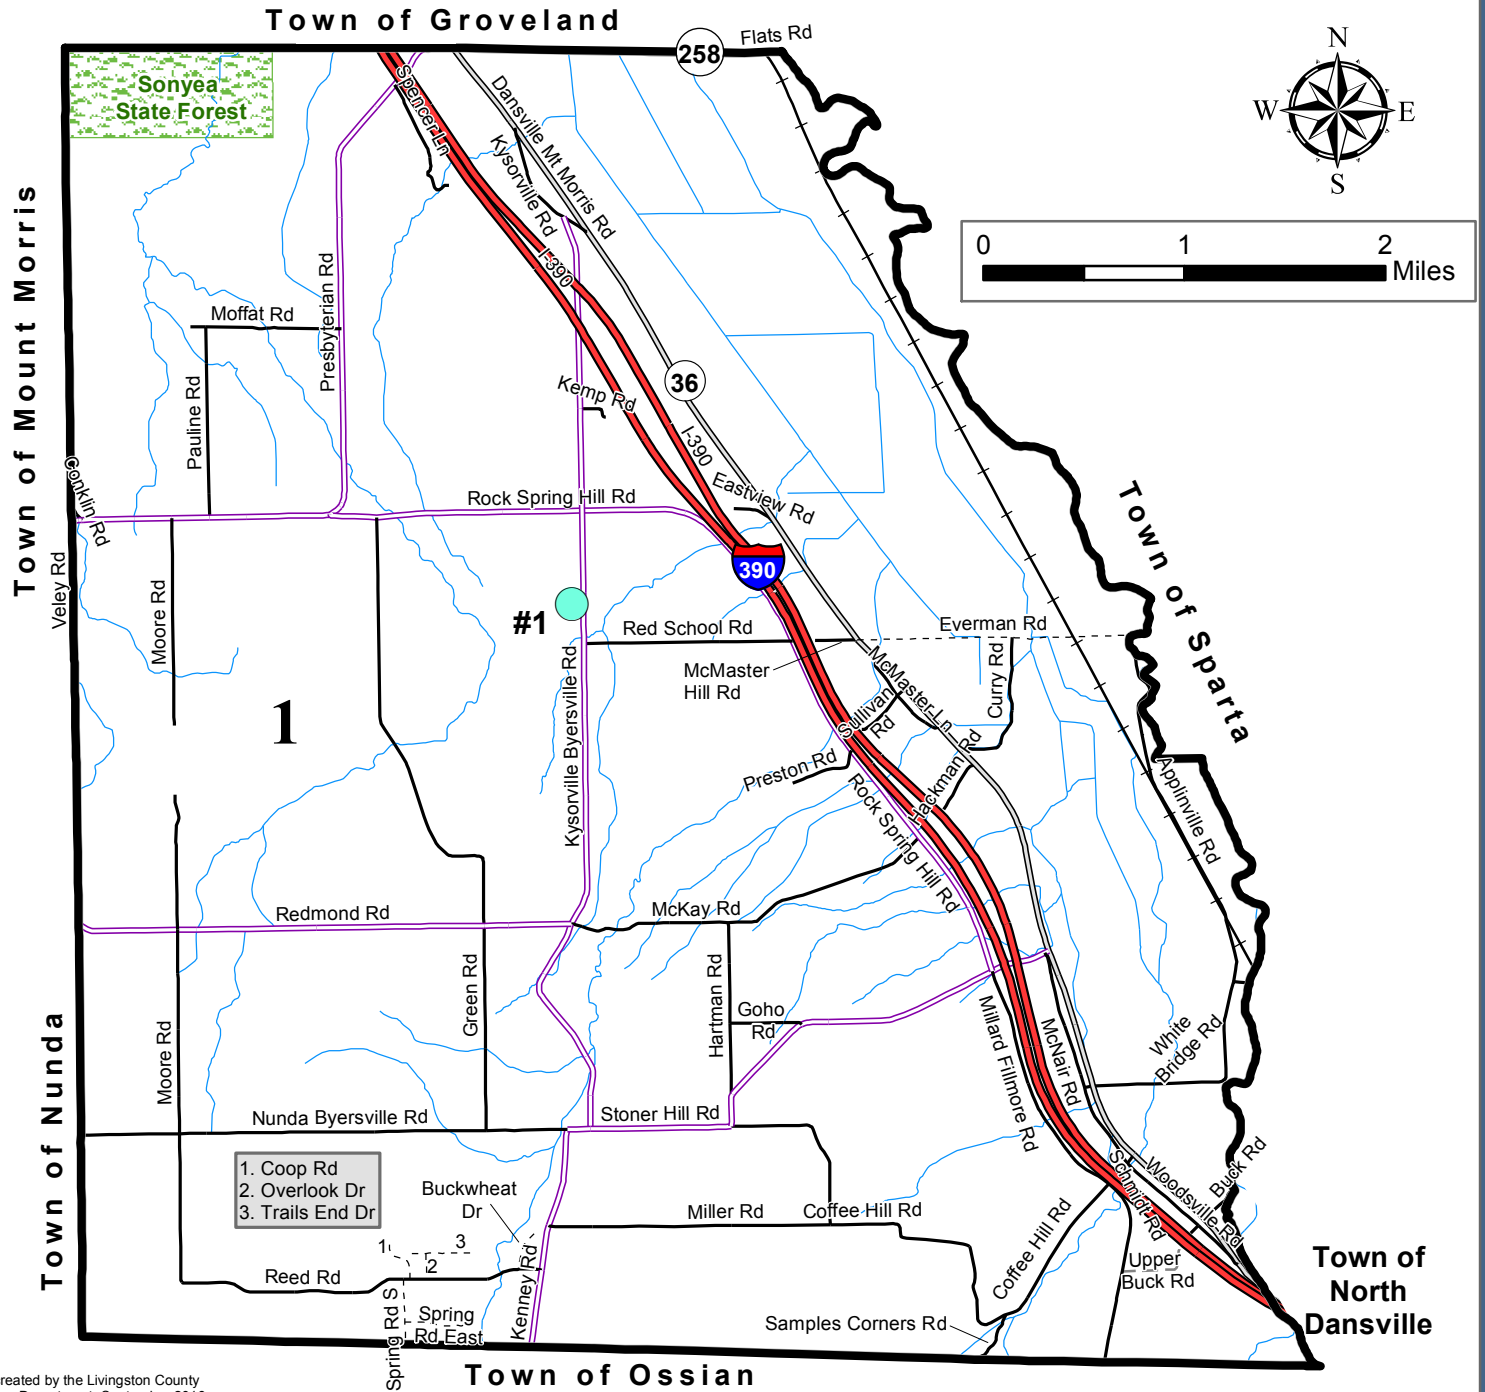 Town of Groveland
258
Flats Rd
N
W
E
S
Sonyea
State Forest
Spencer Ln
Dansville Mt Morris Rd
Kysorville Rd
0
1
2
Miles
Town of Mount Morris
I-390
Presbyterian Rd
Moffat Rd
Pauline Rd
36
Kemp Rd
I-390
Conklin Rd
Rock Spring Hill Rd
Eastview Rd
Town of Sparta
390
Veley Rd
Moore Rd
#1
Red School Rd
Everman Rd
McMaster
Hill Rd
McMaster Ln
Curry Rd
Sullivan
Rd
1
Kysorville Byersville Rd
Preston Rd
Hackman Rd
Rock Spring Hill Rd
Applinville Rd
Redmond Rd
McKay Rd
Green Rd
Hartman Rd
Goho
Rd
Town of Nunda
Moore Rd
Millard Fillmore Rd
McNair Rd
White
Bridge Rd
Nunda Byersville Rd
Stoner Hill Rd
1. Coop Rd
2. Overlook Dr
3. Trails End Dr
Buckwheat
Dr
Miller Rd
Coffee Hill Rd
Schmidt Rd
Woodsville Rd
Buck Rd
1
3
2
Reed Rd
Kenney Rd
Coffee Hill Rd
Upper
Buck Rd
Town of
North
Dansville
Spring Rd S
Spring
Rd East
Samples Corners Rd
Town of Ossian
reated by the Livingston County